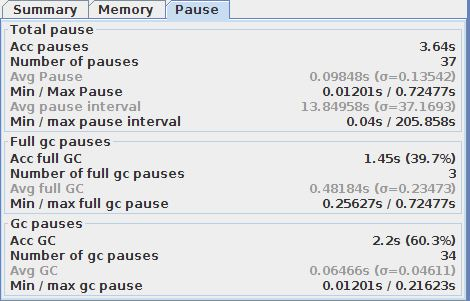 Summary Memory Pause
Total pause
Acc pauses 3.64s
Number of pauses 37
Avg Pause 0.09848s (σ=0.13542)
Min / Max Pause 0.01201s / 0.72477s
Avg pause interval 13.84958s (σ=37.1693)
Min / max pause interval 0.04s / 205.858s
Full gc pauses
Acc full GC 1.45s (39.7%)
Number of full gc pauses 3
Avg full GC 0.48184s (σ=0.23473)
Min / max full gc pause 0.25627s / 0.72477s
Gc pauses
Acc GC 2.2s (60.3%)
Number of gc pauses 34
Avg GC 0.06466s (σ=0.04611)
Min / max gc pause 0.01201s / 0.21623s